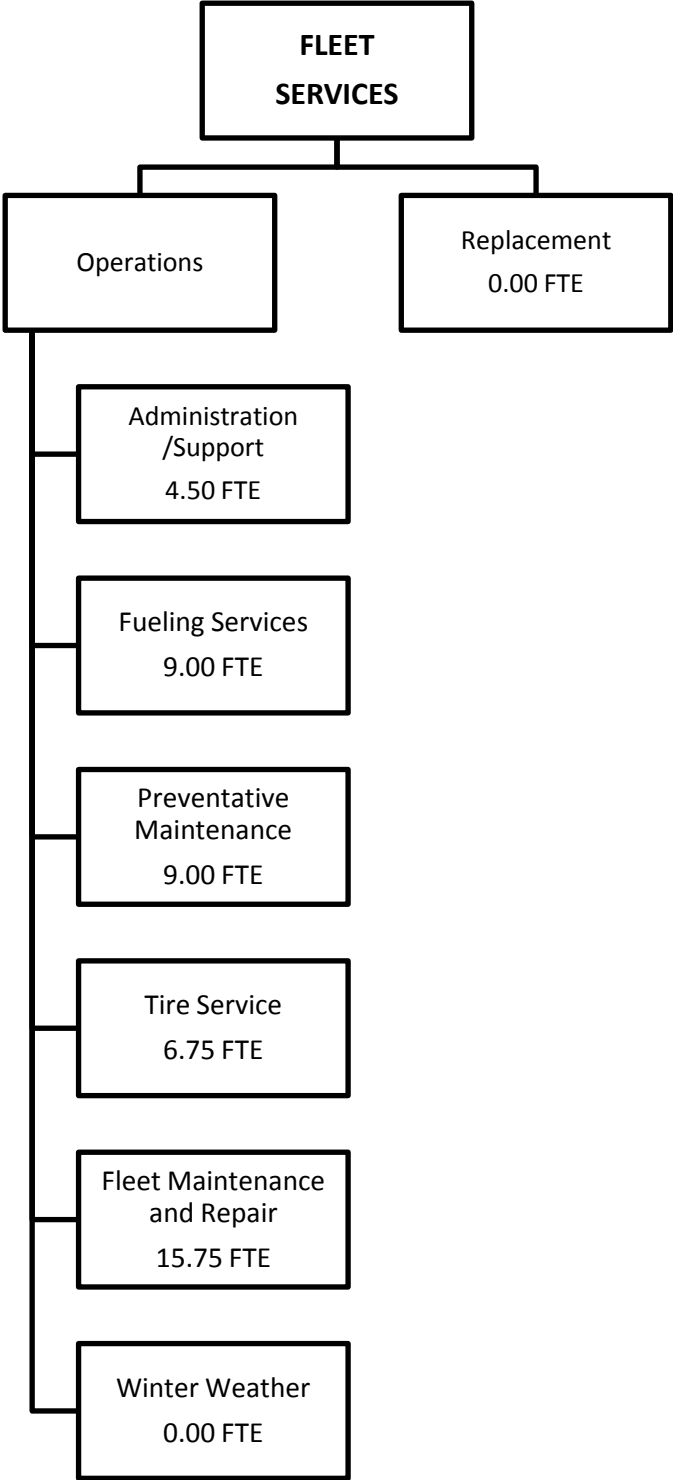 FLEET
SERVICES
Operations
Replacement
0.00 FTE
Administration
/Support
4.50 FTE
Fueling Services
9.00 FTE
Preventative
Maintenance
9.00 FTE
Tire Service
6.75 FTE
Fleet Maintenance
and Repair
15.75 FTE
Winter Weather
0.00 FTE